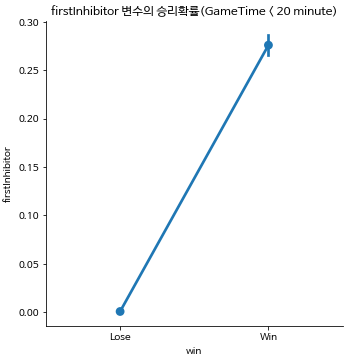 firstInhibitor 변수의 승리확률(GameTime < 20 minute)
0.30
0.25
0.20
0.15
0.10
0.05
0.00
firstInhibitor
Lose
Win
win